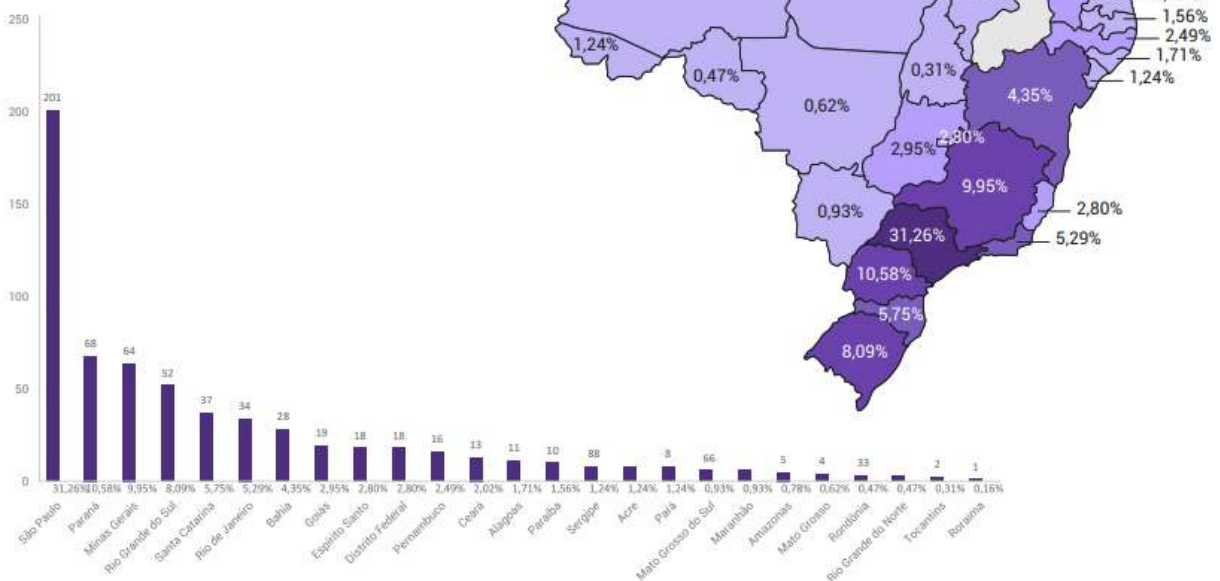 250
200
150
100
50
0
201
68
64
52
37
34
28
19
18
18
16
13
11
10
88
8
66
5
4
33
2
1
31,26%
10,58%
9,95%
8,09%
5,75%
5,29%
4,35%
2,95%
2,80%
2,80%
2,49%
2,02%
1,71%
1,56%
1,24%
1,24%
1,24%
0,93%
0,93%
0,78%
0,62%
0,47%
0,47%
0,31%
0,16%
São Paulo
Paraná
Minas Gerais
Rio Grande do Sul
Santa Catarina
Rio de Janeiro
Bahia
Goiás
Espírito Santo
Distrito Federal
Pernambuco
Ceará
Alagoas
Paraíba
Sergipe
Acre
Pará
Mato Grosso do Sul
Maranhão
Amazonas
Mato Grosso
Rondônia
Rio Grande do Norte
Tocantins
Roraima
1,56%
2,49%
1,71%
1,24%
1,24%
0,47%
0,31%
4,35%
0,62%
2,95%
2,80%
9,95%
0,93%
2,80%
31,26%
5,29%
10,58%
5,75%
8,09%